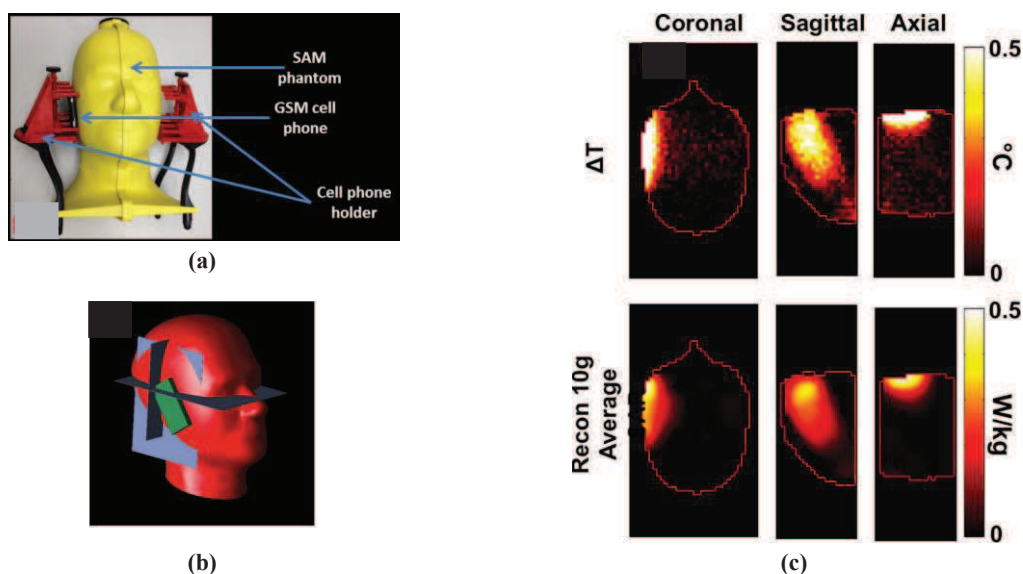 SAM
phantom
GSM cell
phone
Cell phone
holder
(a)
(b)
Coronal Sagittal Axial
ΔT
0.5
°C
0
Recon 10g
Average
0.5
W/kg
0
(c)